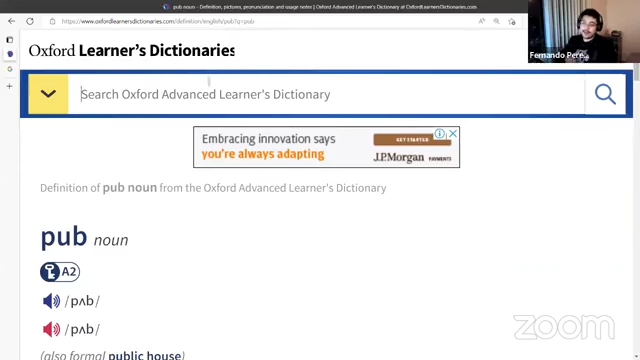 pub noun - Definition, pictures, pronunciation and usage notes | Oxford Advanced Learner's Dictionary at OxfordLearnersDictionaries.com
https://www.oxfordlearnersdictionaries.com/definition/english/pub?q=pub
Fernando Pere...
Oxford Learner's Dictionaries
Search Oxford Advanced Learner's Dictionary
Embracing innovation says
you're always adapting
GET STARTED
J.P.Morgan PAYMENTS
Definition of pub noun from the Oxford Advanced Learner's Dictionary
pub noun
A2
/pʌb/
/pʌb/
(also formal public house)
zoom